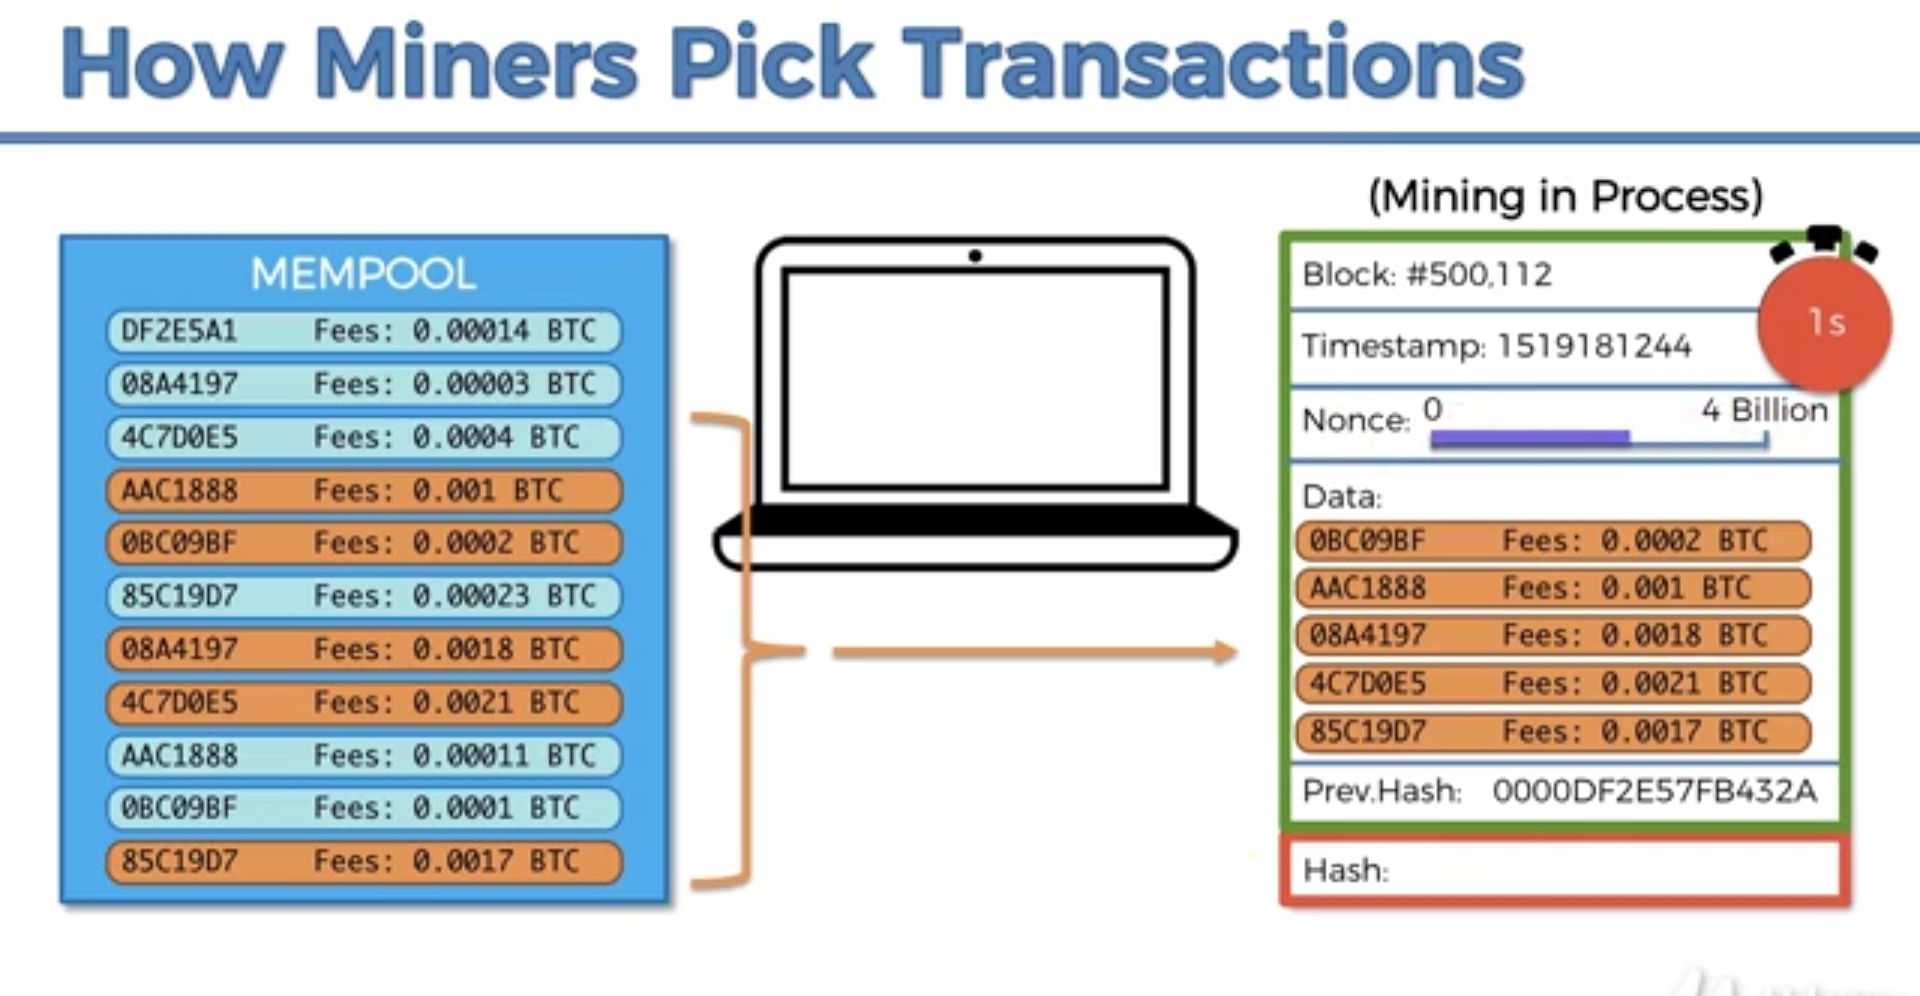 How Miners Pick Transactions
MEMPOOL
DF2E5A1 Fees: 0.00014 BTC
08A4197 Fees: 0.00003 BTC
4C7D0E5 Fees: 0.0004 BTC
AAC1888 Fees: 0.001 BTC
0BC09BF Fees: 0.0002 BTC
85C19D7 Fees: 0.00023 BTC
08A4197 Fees: 0.0018 BTC
4C7D0E5 Fees: 0.0021 BTC
AAC1888 Fees: 0.00011 BTC
0BC09BF Fees: 0.0001 BTC
85C19D7 Fees: 0.0017 BTC
(Mining in Process)
Block: #500,112
1s
Timestamp: 1519181244
Nonce: 0 4 Billion
Data:
0BC09BF Fees: 0.0002 BTC
AAC1888 Fees: 0.001 BTC
08A4197 Fees: 0.0018 BTC
4C7D0E5 Fees: 0.0021 BTC
85C19D7 Fees: 0.0017 BTC
Prev.Hash: 0000DF2E57FB432A
Hash: